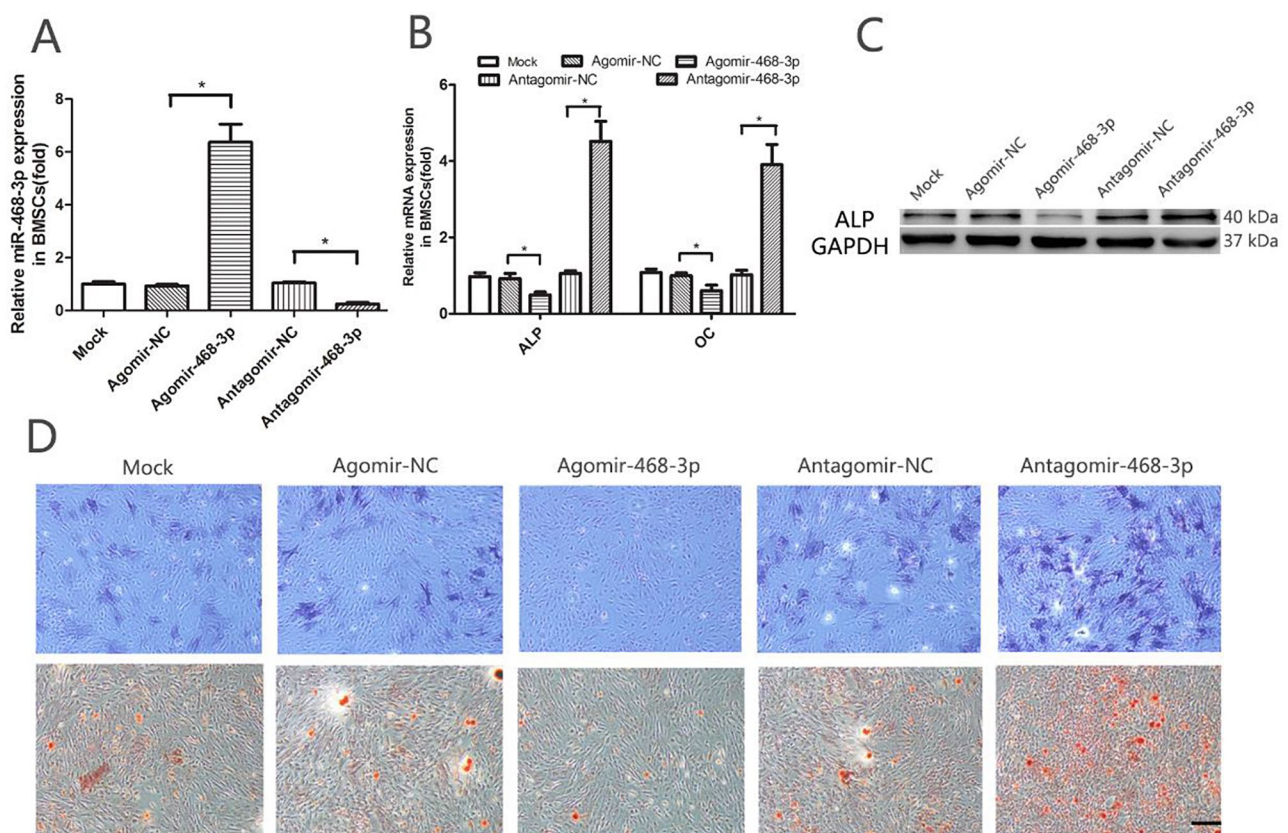 A
Relative miR-468-3p expression
in BMSCs(fold)
8
6
4
2
0
*
*
Mock
Agomir-NC
Agomir-468-3p
Antagomir-NC
Antagomir-468-3p
B
Mock
Agomir-NC
Agomir-468-3p
Antagomir-NC
Antagomir-468-3p
Relative mRNA expression
in BMSCs(fold)
6
4
2
0
*
*
*
*
ALP
OC
C
Mock
Agomir-NC
Agomir-468-3p
Antagomir-NC
Antagomir-468-3p
ALP
40 kDa
GAPDH
37 kDa
D
Mock
Agomir-NC
Agomir-468-3p
Antagomir-NC
Antagomir-468-3p